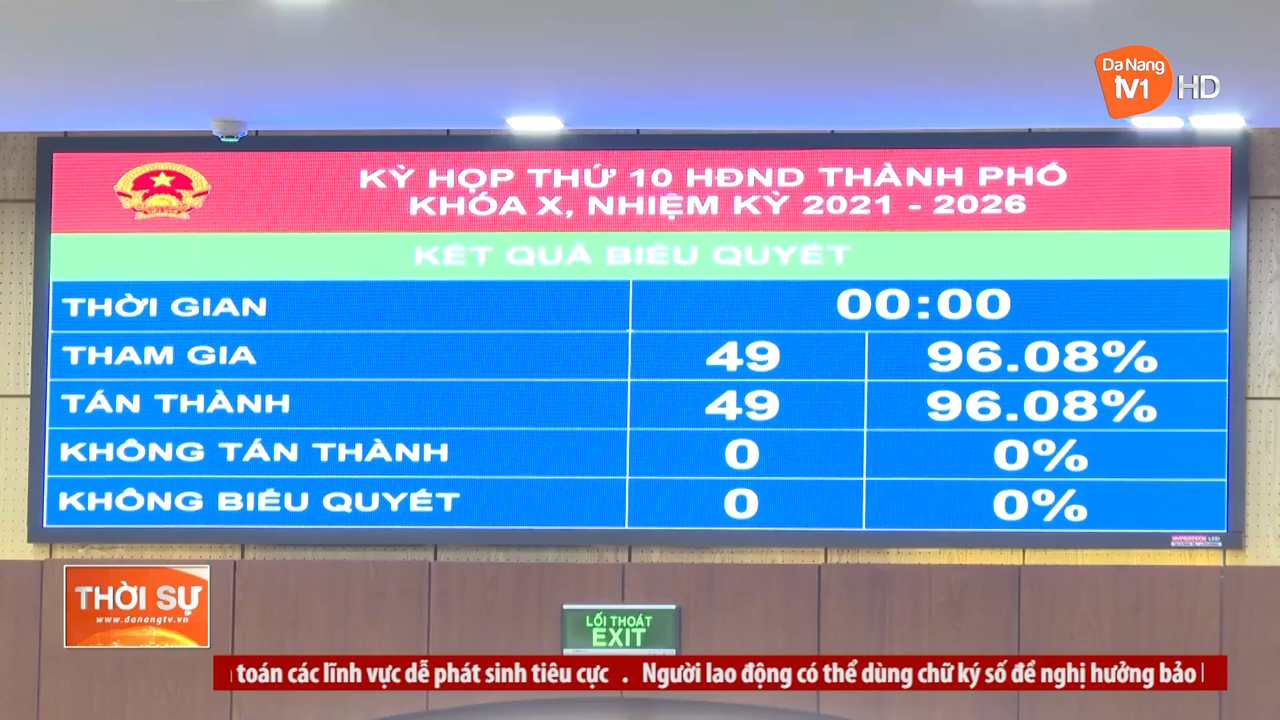 Da Nang
TV1 HD
KỲ HỌP THỨ 10 HĐND THÀNH PHỐ
KHÓA X, NHIỆM KỲ 2021 - 2026
KẾT QUẢ BIỂU QUYẾT
THỜI GIAN 00:00
THAM GIA 49 96.08%
TÁN THÀNH 49 96.08%
KHÔNG TÁN THÀNH 0 0%
KHÔNG BIỂU QUYẾT 0 0%
THỜI SỰ
www.danangtv.vn
LỐI THOÁT
EXIT
toán các lĩnh vực dễ phát sinh tiêu cực . Người lao động có thể dùng chữ ký số đề nghị hưởng bảo